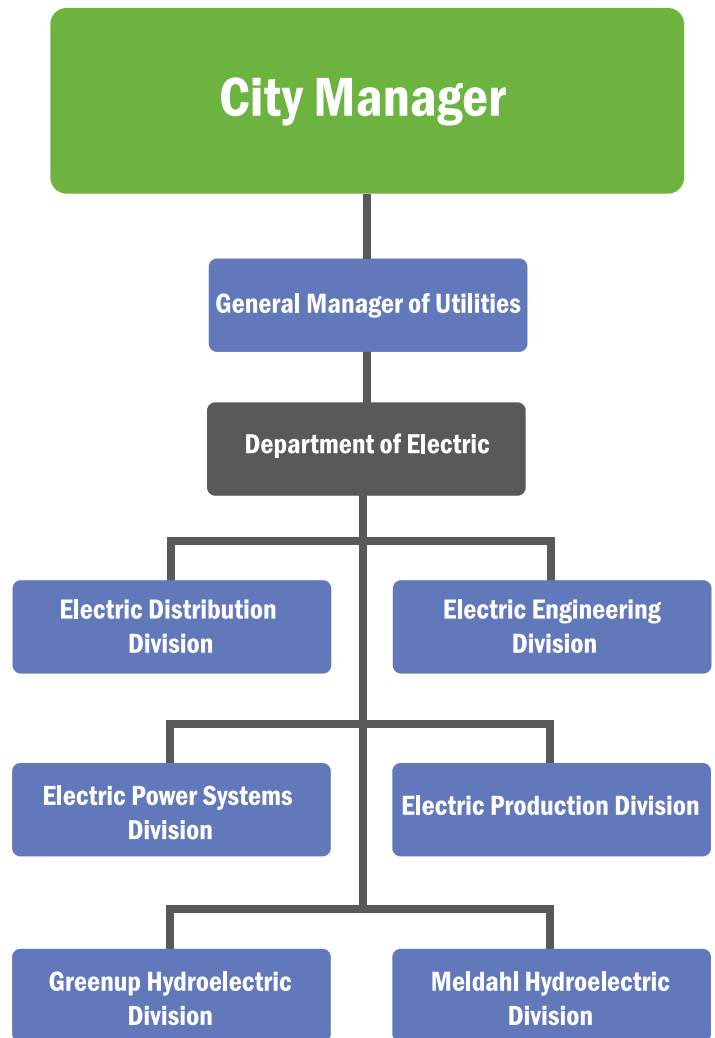 City Manager
General Manager of Utilities
Department of Electric
Electric Distribution
Division
Electric Engineering
Division
Electric Power Systems
Division
Electric Production Division
Greenup Hydroelectric
Division
Meldahl Hydroelectric
Division